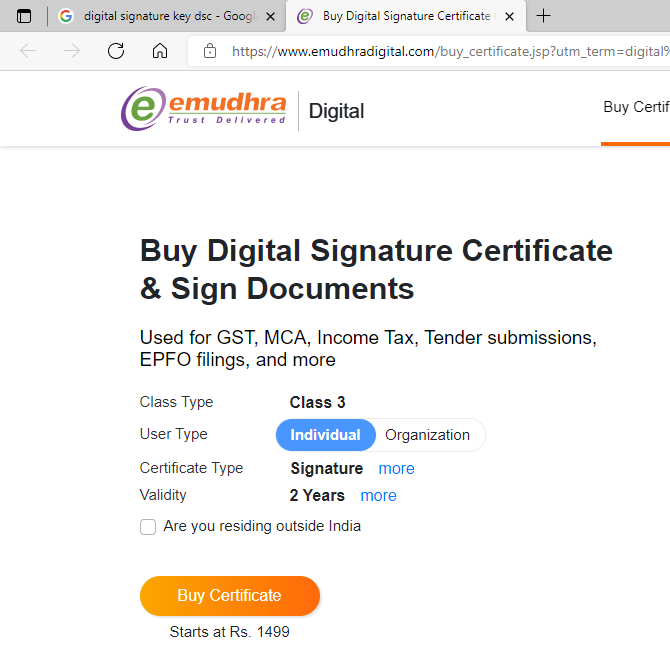 digital signature key dsc - Googl
Buy Digital Signature Certificate
https://www.emudhradigital.com/buy_certificate.jsp?utm_term=digital%
emudhra
Trust Delivered
Digital
Buy Certif
Buy Digital Signature Certificate
& Sign Documents
Used for GST, MCA, Income Tax, Tender submissions,
EPFO filings, and more
Class Type Class 3
User Type Individual Organization
Certificate Type Signature more
Validity 2 Years more
Are you residing outside India
Buy Certificate
Starts at Rs. 1499